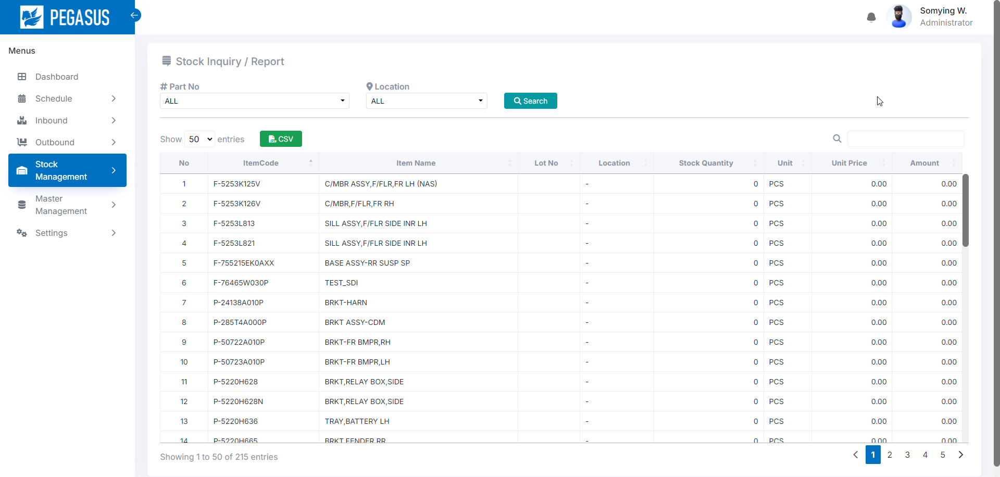 PEGASUS
Somying W.
Administrator
Menus
Dashboard
Schedule
Inbound
Outbound
Stock
Management
Master
Management
Settings
Stock Inquiry / Report
# Part No
Location
ALL
ALL
Search
Show 50 entries
CSV
No ItemCode Item Name Lot No Location Stock Quantity Unit Unit Price Amount
1 F-5253K125V C/MBR ASSY,F/FLR,FR LH (NAS) - 0 PCS 0.00 0.00
2 F-5253K126V C/MBR,F/FLR,FR RH - 0 PCS 0.00 0.00
3 F-5253L813 SILL ASSY,F/FLR SIDE INR LH - 0 PCS 0.00 0.00
4 F-5253L821 SILL ASSY,F/FLR SIDE INR LH - 0 PCS 0.00 0.00
5 F-755215EK0AXX BASE ASSY-RR SUSP SP - 0 PCS 0.00 0.00
6 F-76465W030P TEST_SDI - 0 PCS 0.00 0.00
7 P-24138A010P BRKT-HARN - 0 PCS 0.00 0.00
8 P-285T4A000P BRKT ASSY-CDM - 0 PCS 0.00 0.00
9 P-50722A010P BRKT-FR BMPR,RH - 0 PCS 0.00 0.00
10 P-50723A010P BRKT-FR BMPR,LH - 0 PCS 0.00 0.00
11 P-5220H628 BRKT,RELAY BOX,SIDE - 0 PCS 0.00 0.00
12 P-5220H628N BRKT,RELAY BOX,SIDE - 0 PCS 0.00 0.00
13 P-5220H636 TRAY,BATTERY LH - 0 PCS 0.00 0.00
14 P-5220H665 BRKT,FENDER,RR - 0 PCS 0.00 0.00
Showing 1 to 50 of 215 entries
1 2 3 4 5